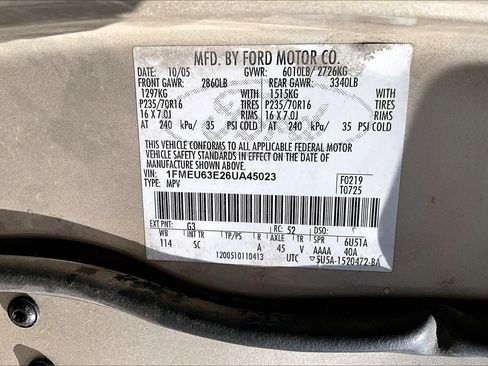 MFD. BY FORD MOTOR CO.
DATE: 10/05 GVWR: 6010LB/ 2726KG
FRONT GAWR: 2860LB REAR GAWR: 3340LB
1297KG WITH 1515KG WITH
P235/70R16 TIRES P235/70R16 TIRES
16 X 7.0J RIMS 16 X 7.0J RIMS
AT 240 kPa/ 35 PSI COLD AT 240 kPa/ 35 PSI COLD
THIS VEHICLE CONFORMS TO ALL APPLICABLE FEDERAL MOTOR
VEHICLE SAFETY STANDARDS IN EFFECT ON THE DATE OF
MANUFACTURE SHOWN ABOVE.
VIN: 1FMEU63E26UA45023 F0219
TYPE: MPV T0725
EXT PNT: G3 RC: 52 DSO:
WB INT TR TP/PS R AXLE TR SPR 6U5TA
114 SC A 45 V AAAA 40A
1200510110413 UTC ▽5U5A-1520472-BA